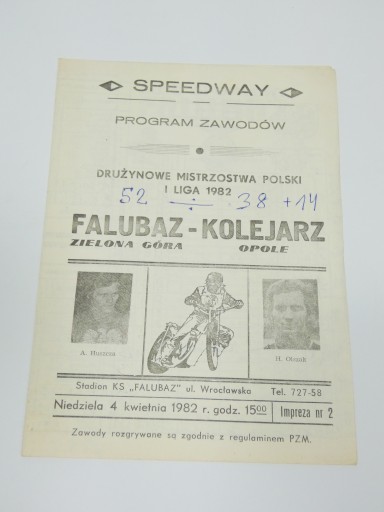 SPEEDWAY
PROGRAM ZAWODÓW
DRUŻYNOWE MISTRZOSTWA POLSKI
I LIGA 1982
52 ÷ 38 +14
FALUBAZ - KOLEJARZ
ZIELONA GÓRA OPOLE
A. Huszcza H.
Stadion KS „FALUBAZ" ul. Wrocławska Tel. 727-58
Niedziela 4 kwietnia 1982 r. godz. 15⁰⁰ Impreza nr 2
Zawody rozgrywane są zgodnie z regulaminem PZM.